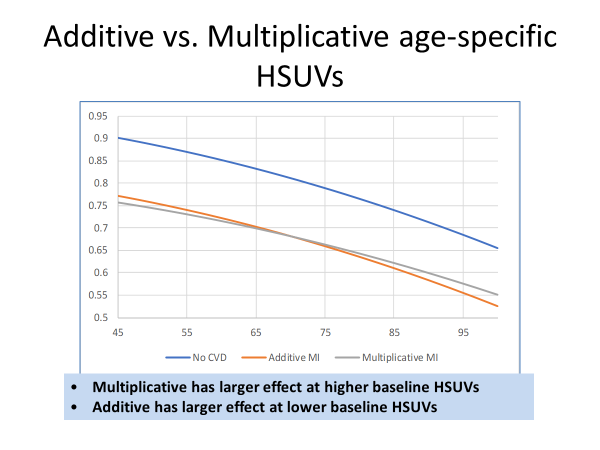 Additive vs. Multiplicative age-specific
HSUVs
0.95
0.9
0.85
0.8
0.75
0.7
0.65
0.6
0.55
0.5
45 55 65 75 85 95
No CVD Additive MI Multiplicative MI
• Multiplicative has larger effect at higher baseline HSUVs
• Additive has larger effect at lower baseline HSUVs